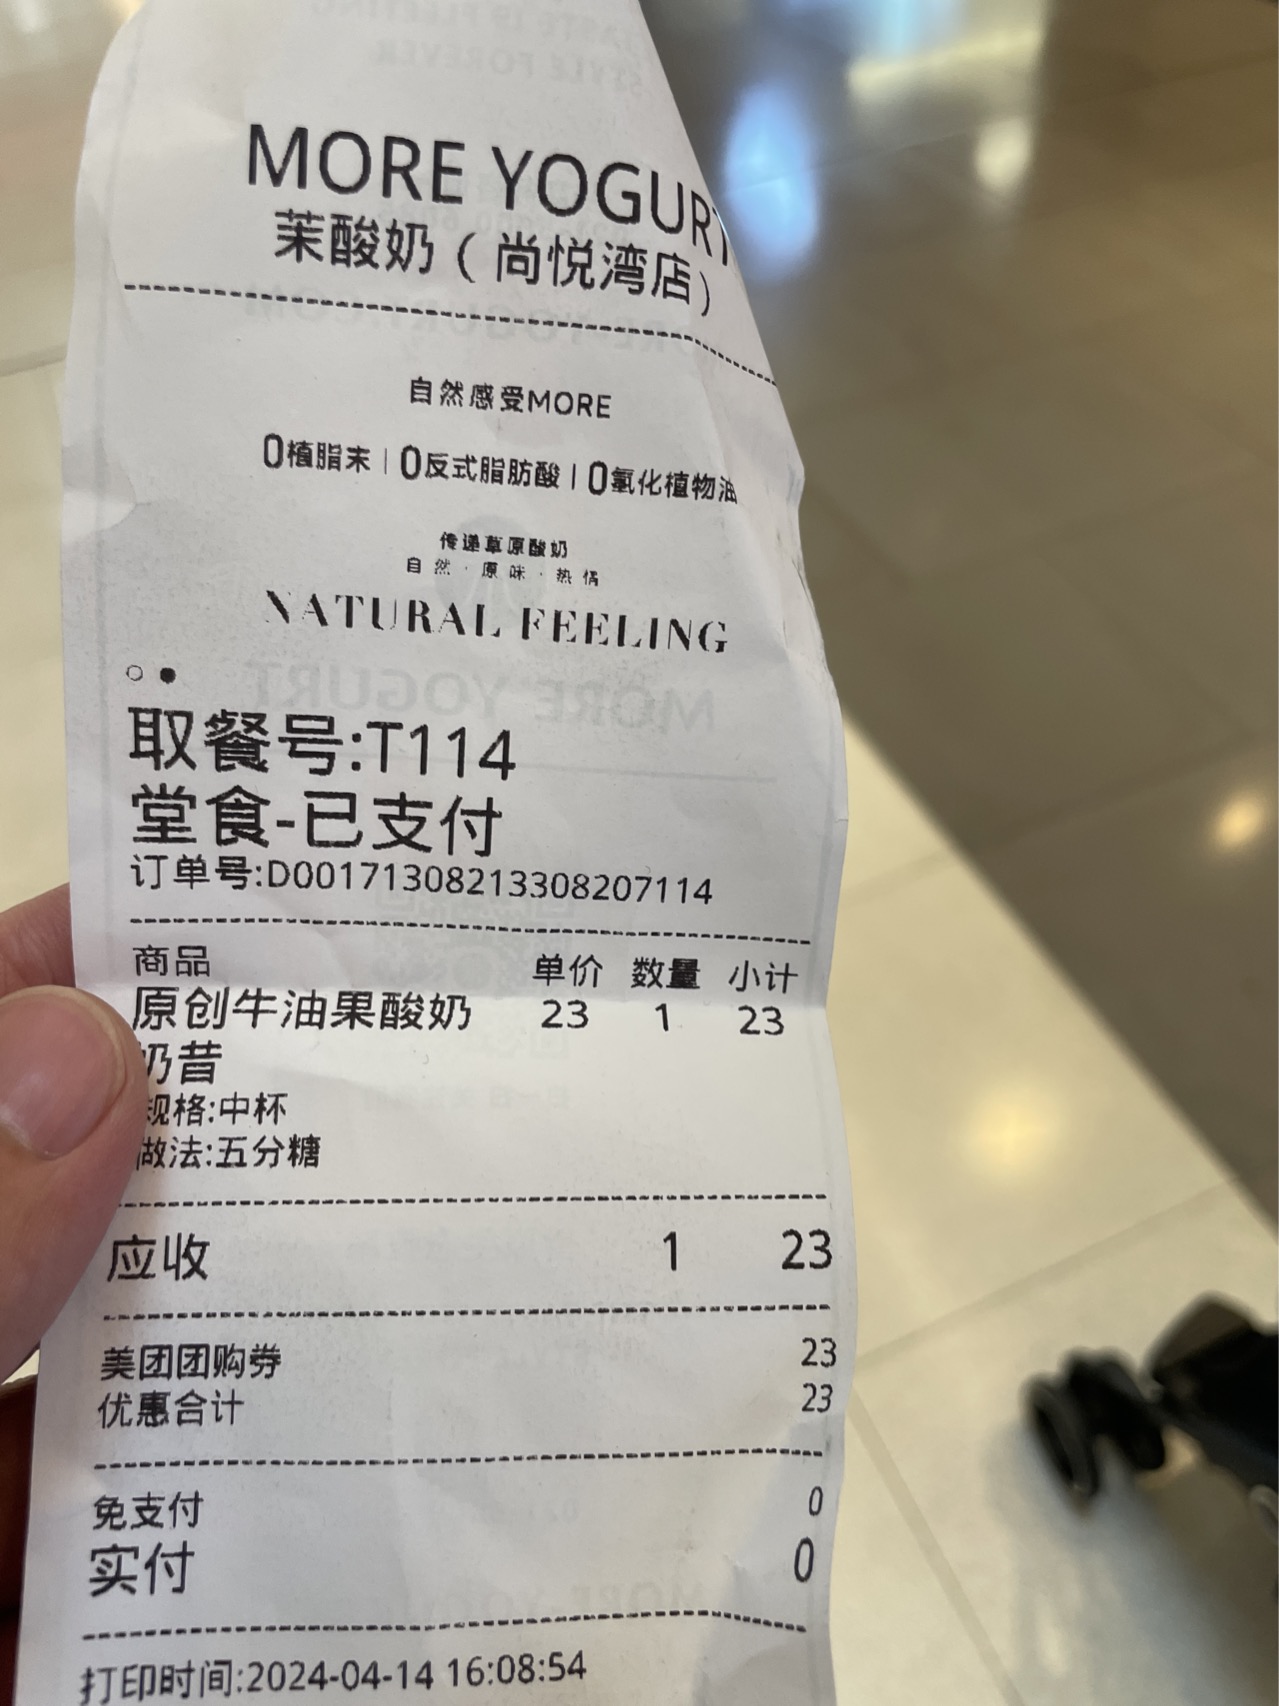 MORE YOGURT
茉酸奶（尚悦湾店）
自然感受MORE
0植脂末 | 0反式脂肪酸 | 0氢化植物油
传递草原酸奶
自然·原味·热情
NATURAL FEELING
取餐号:T114
堂食-已支付
订单号:D00171308213308207114
商品 单价 数量 小计
原创牛油果酸奶 23 1 23
奶昔
规格:中杯
做法:五分糖
应收 1 23
美团团购券 23
优惠合计 23
免支付 0
实付 0
打印时间:2024-04-14 16:08:54